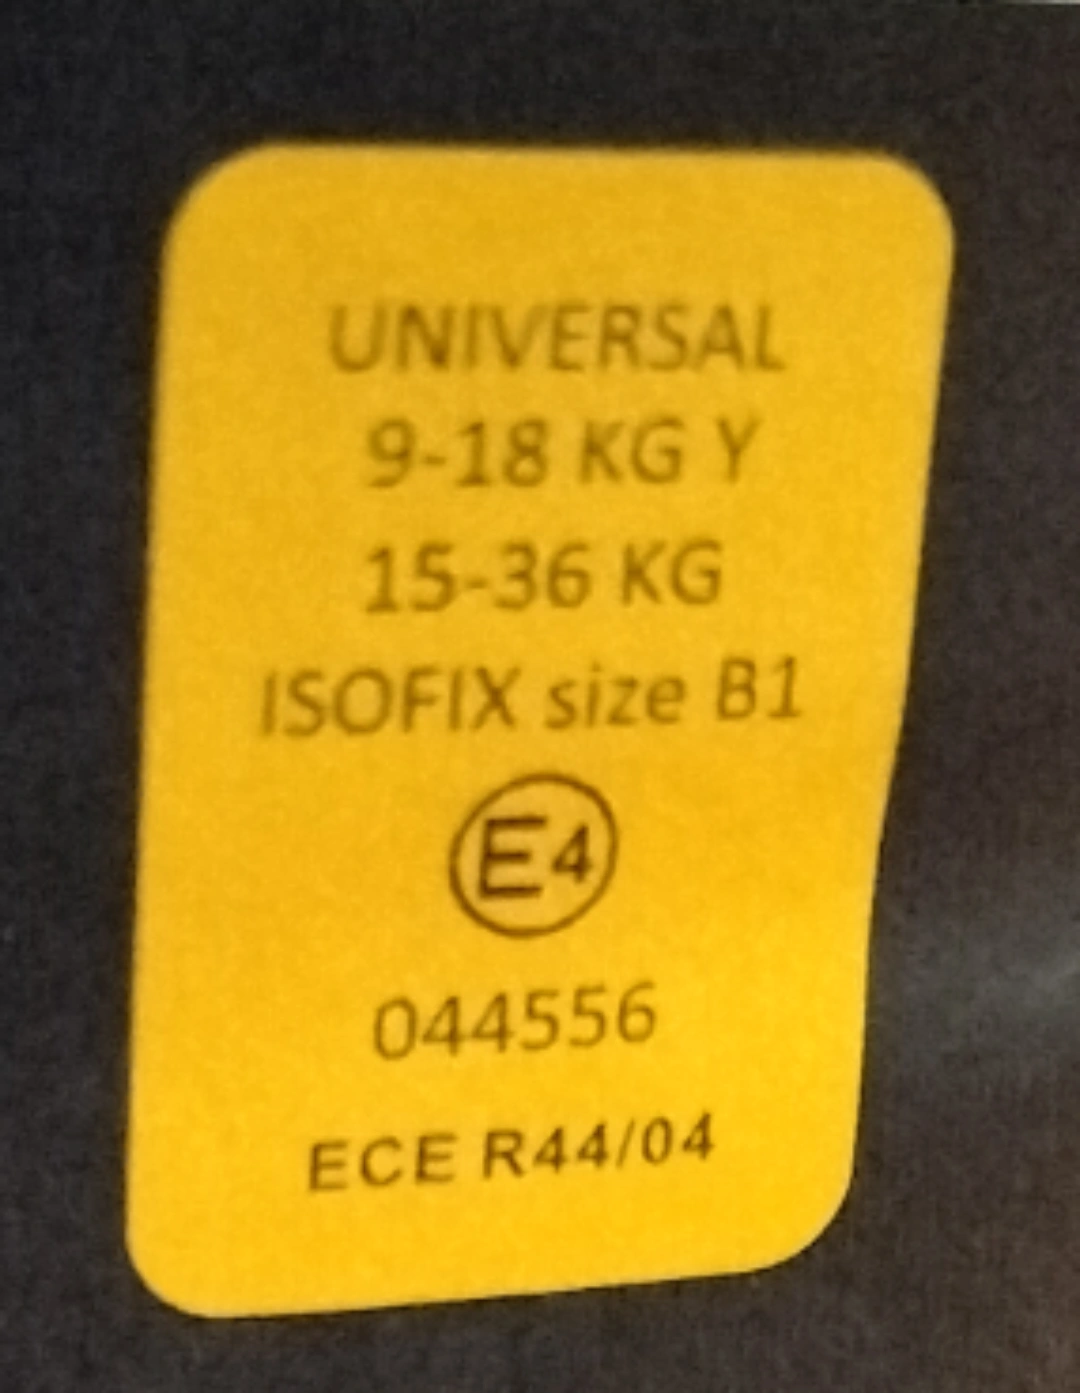 UNIVERSAL
9-18 KG Y
15-36 KG
ISOFIX size B1
E4
044556
ECE R44/04